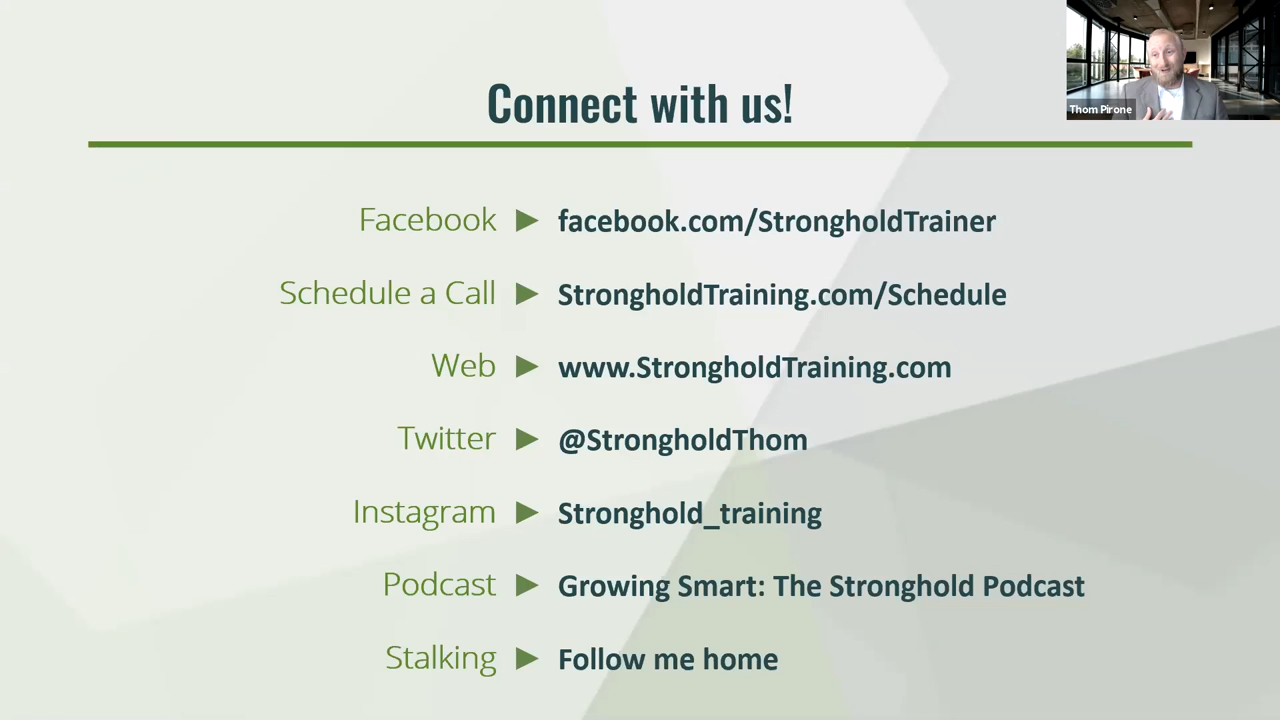 Connect with us!
Thom Pirone
Facebook ► facebook.com/StrongholdTrainer
Schedule a Call ► StrongholdTraining.com/Schedule
Web ► www.StrongholdTraining.com
Twitter ► @StrongholdThom
Instagram ► Stronghold_training
Podcast ► Growing Smart: The Stronghold Podcast
Stalking ► Follow me home